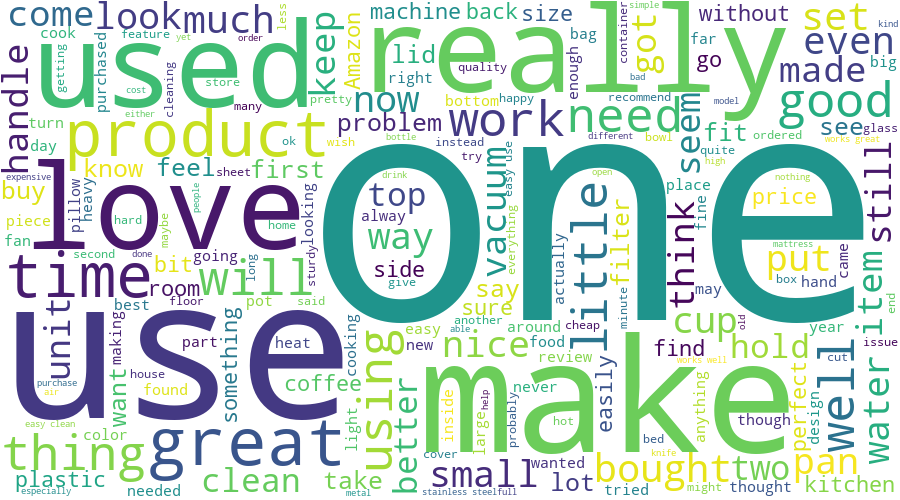 come
look
much
machine
back
size
without
set
simple
kind
cook
feature
less
used
really
keep
Amazon
got
container
far
even
big
yet
order
getting
purchased
cleaning
store
cost
many
either
lid
right
quality
bag
enough
bad
go
made
model
handle
pretty
now
bottom
happy
recommend
good
turn
ok
product
wish
problem
work
need
bottle
instead
try
different
bowl
easy use
fit
see
glass
ordered
works great
day
know
feel
first
sheet
quite
high
seem
still
buy
expensive
pillow
heavy
love
one
top
drink
vacuum
open
place
nothing
price
piece
hard
people
home
looking
alway
way
little
filter
think
fine
fan
maybe
second
done
everything
actually
mattress
put
time
bit
going
will
long
sturdy
side
give
say
box
hand
came
item
room
floor
pot
said
sure
minute
may
end
unit
best
part
another
around
cup
old
year
making
something
heat
cooking
easy
able
cheap
nice
find
hold
issue
use
house
new
food
review
works well
cut
want
found
coffee
using
never
easily
make
perfect
well
water
purchase
air
color
light
better
inside
large
help
probably
hot
anything
though
design
easy clean
thing
great
cover
bed
knife
plastic
needed
clean
take
small
wanted
lot
bought
two
pan
especially
metal
stainless steelfull
tried
might
thought
kitchen